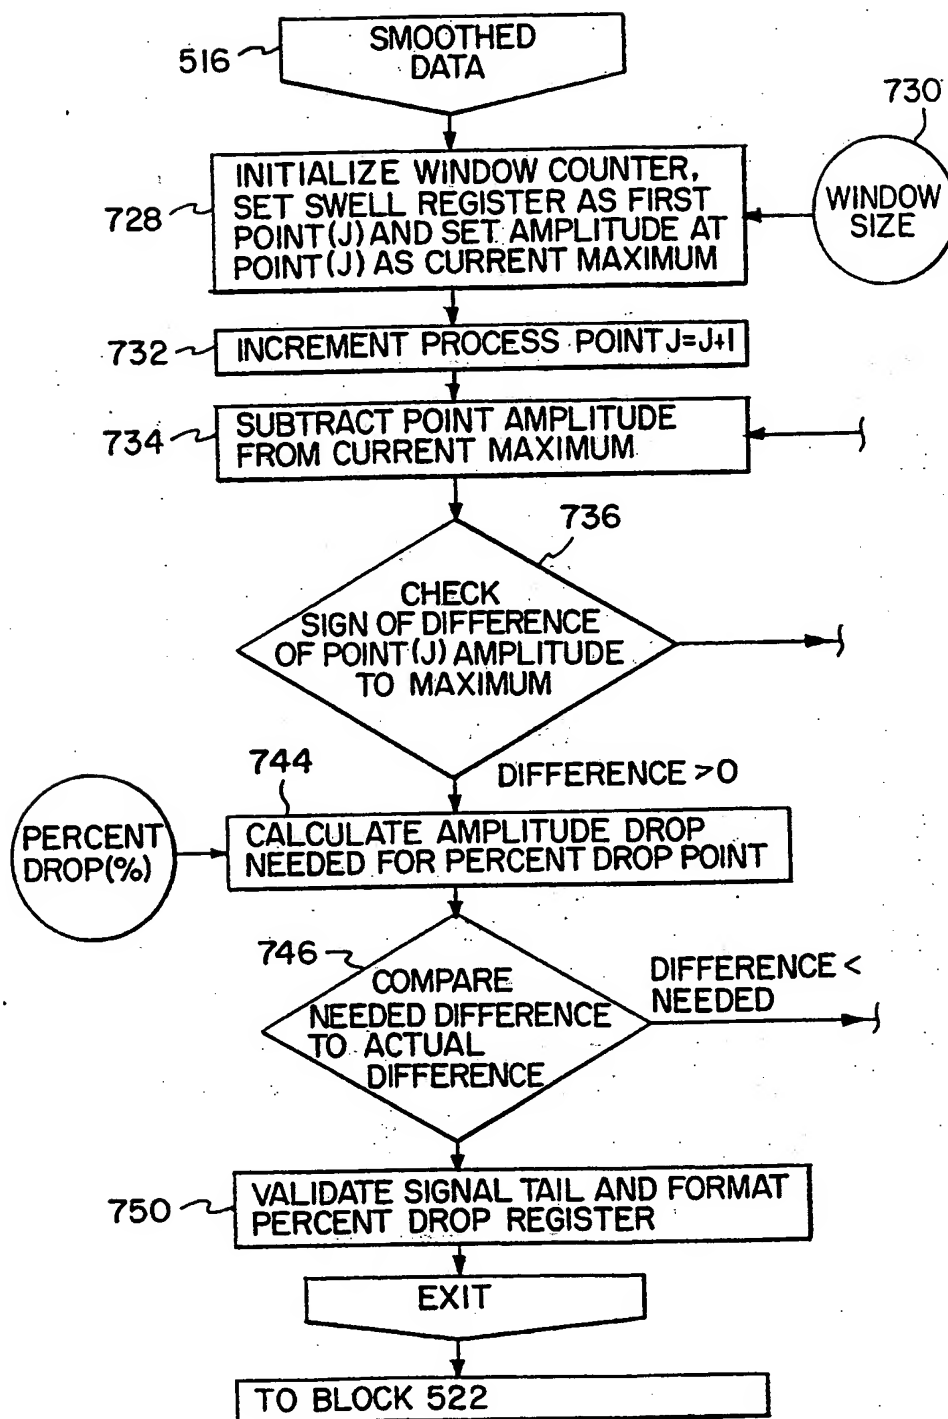 516
SMOOTHED
DATA
730
WINDOW
SIZE
728
INITIALIZE WINDOW COUNTER,
SET SWELL REGISTER AS FIRST
POINT(J) AND SET AMPLITUDE AT
POINT(J) AS CURRENT MAXIMUM
732
INCREMENT PROCESS POINT J=J+1
734
SUBTRACT POINT AMPLITUDE
FROM CURRENT MAXIMUM
736
CHECK
SIGN OF DIFFERENCE
OF POINT(J) AMPLITUDE
TO MAXIMUM
DIFFERENCE >0
744
PERCENT
DROP(%)
CALCULATE AMPLITUDE DROP
NEEDED FOR PERCENT DROP POINT
746
COMPARE
NEEDED DIFFERENCE
TO ACTUAL
DIFFERENCE
DIFFERENCE <
NEEDED
750
VALIDATE SIGNAL TAIL AND FORMAT
PERCENT DROP REGISTER
EXIT
TO BLOCK 522